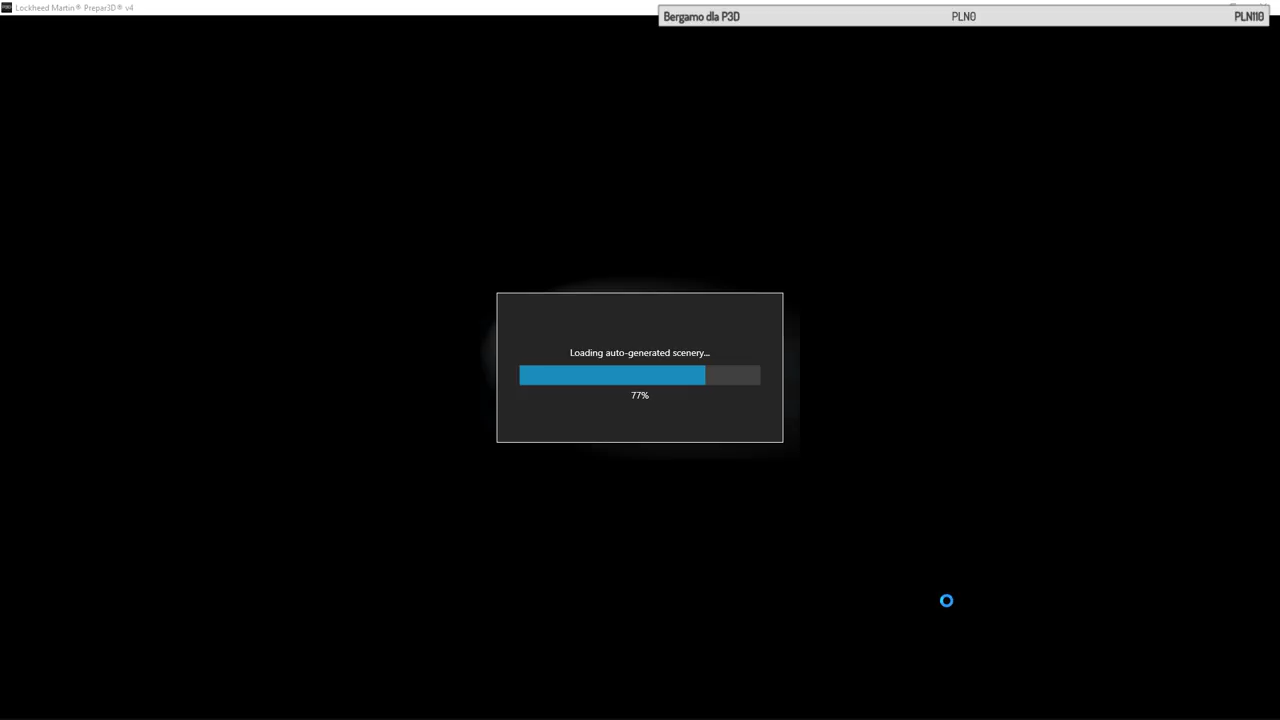 Lockheed Martin® Prepar3D® v4
Bergamo dla P3D PLN0 PLN110
Loading auto-generated scenery...
77%